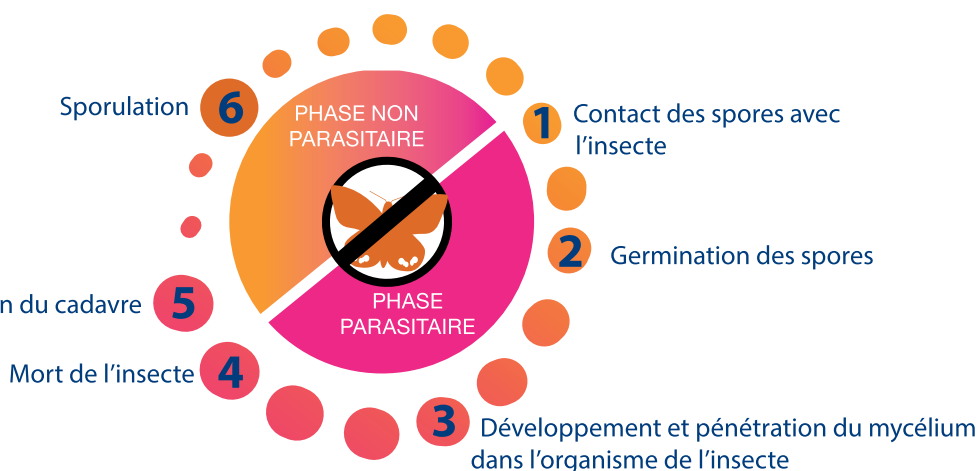 PHASE NON
PARASITAIRE
PHASE
PARASITAIRE
1 Contact des spores avec
l’insecte
2 Germination des spores
3 Développement et pénétration du mycélium
dans l’organisme de l’insecte
4 Mort de l’insecte
5 n du cadavre
6 Sporulation